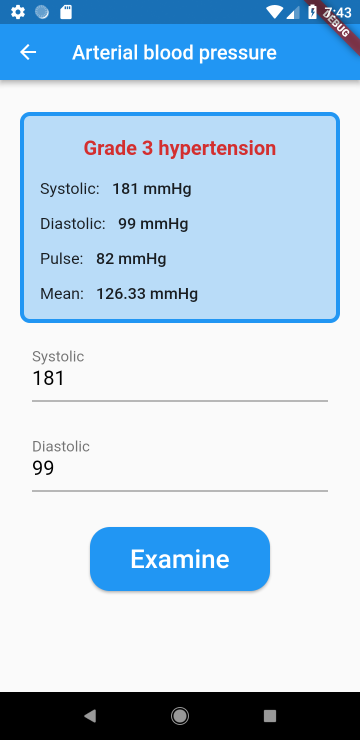 7:43
DEBUG
Arterial blood pressure
Grade 3 hypertension
Systolic: 181 mmHg
Diastolic: 99 mmHg
Pulse: 82 mmHg
Mean: 126.33 mmHg
Systolic
181
Diastolic
99
Examine